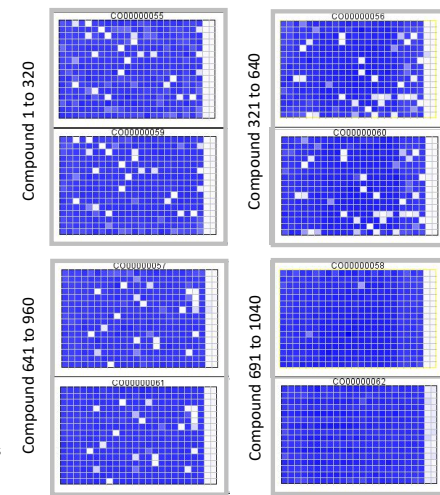 CO00000055
CO00000059
Compound 1 to 320
CO00000056
CO00000060
Compound 321 to 640
CO00000057
CO00000061
Compound 641 to 960
CO00000058
CO00000062
Compound 691 to 1040